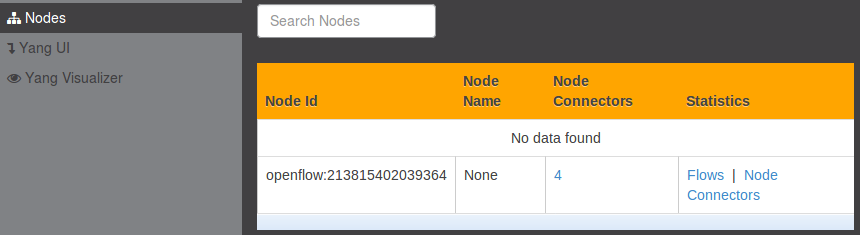 Nodes
Yang UI
Yang Visualizer
Search Nodes
Node Id
Node Name
Node Connectors
Statistics
No data found
openflow:213815402039364
None
4
Flows | Node
Connectors